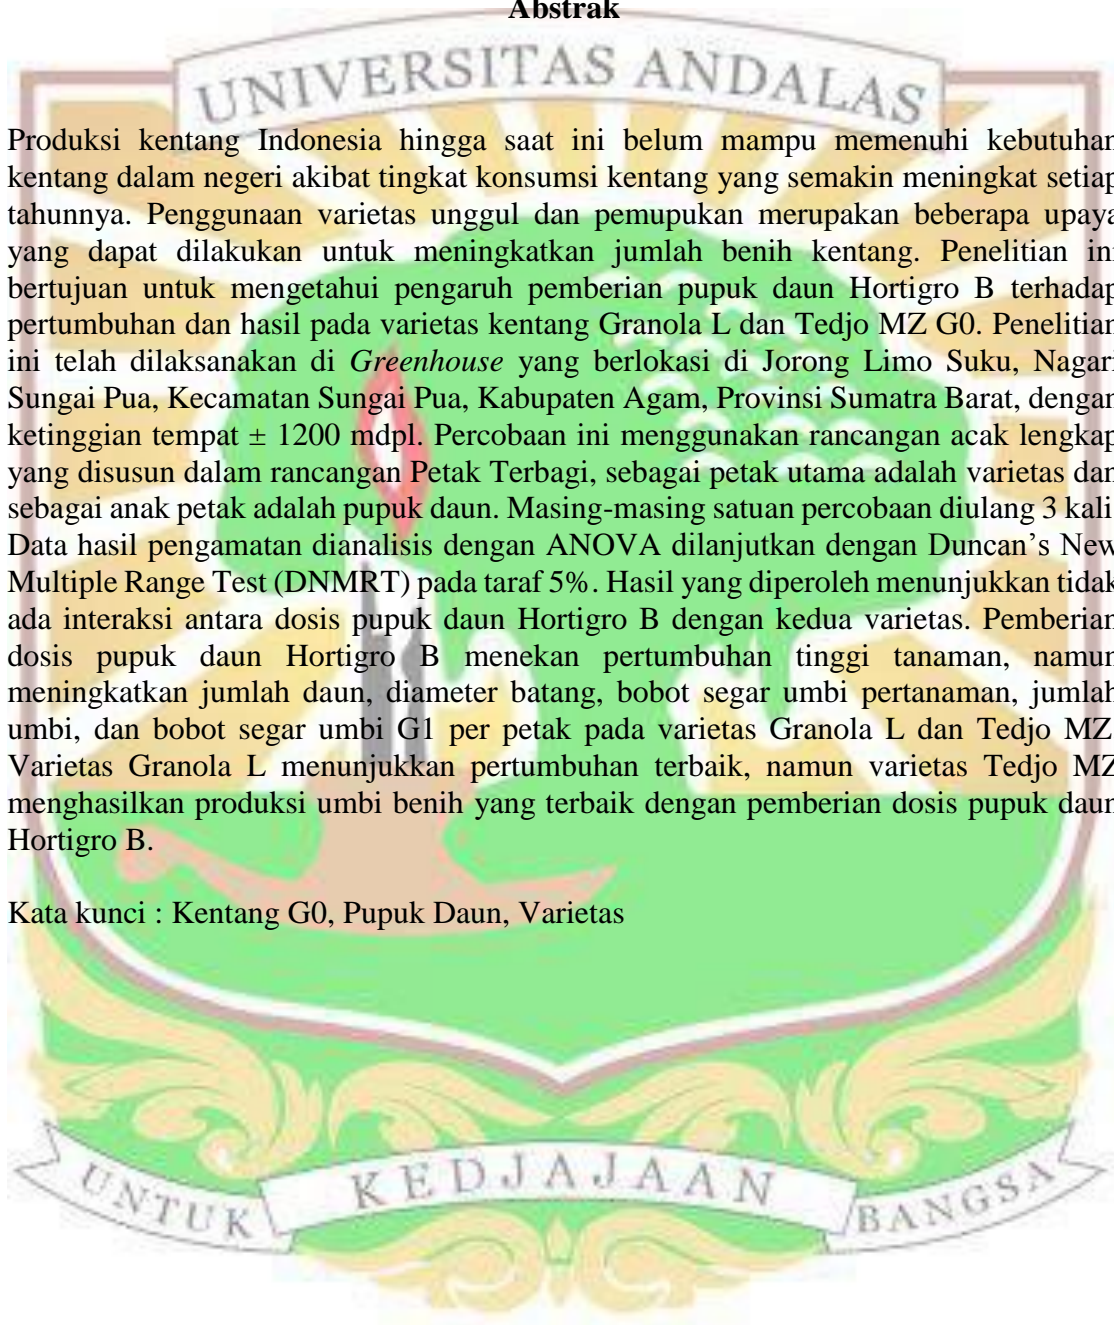 Abstrak
UNIVERSITAS ANDALAS
Produksi kentang Indonesia hingga saat ini belum mampu memenuhi kebutuhan
kentang dalam negeri akibat tingkat konsumsi kentang yang semakin meningkat setiap
tahunnya. Penggunaan varietas unggul dan pemupukan merupakan beberapa upaya
yang dapat dilakukan untuk meningkatkan jumlah benih kentang. Penelitian ini
bertujuan untuk mengetahui pengaruh pemberian pupuk daun Hortigro B terhadap
pertumbuhan dan hasil pada varietas kentang Granola L dan Tedjo MZ G0. Penelitian
ini telah dilaksanakan di Greenhouse yang berlokasi di Jorong Limo Suku, Nagari
Sungai Pua, Kecamatan Sungai Pua, Kabupaten Agam, Provinsi Sumatra Barat, dengan
ketinggian tempat ± 1200 mdpl. Percobaan ini menggunakan rancangan acak lengkap
yang disusun dalam rancangan Petak Terbagi, sebagai petak utama adalah varietas dan
sebagai anak petak adalah pupuk daun. Masing-masing satuan percobaan diulang 3 kali.
Data hasil pengamatan dianalisis dengan ANOVA dilanjutkan dengan Duncan’s New
Multiple Range Test (DNMRT) pada taraf 5%. Hasil yang diperoleh menunjukkan tidak
ada interaksi antara dosis pupuk daun Hortigro B dengan kedua varietas. Pemberian
dosis pupuk daun Hortigro B menekan pertumbuhan tinggi tanaman, namun
meningkatkan jumlah daun, diameter batang, bobot segar umbi pertanaman, jumlah
umbi, dan bobot segar umbi G1 per petak pada varietas Granola L dan Tedjo MZ.
Varietas Granola L menunjukkan pertumbuhan terbaik, namun varietas Tedjo MZ
menghasilkan produksi umbi benih yang terbaik dengan pemberian dosis pupuk daun
Hortigro B.
Kata kunci : Kentang G0, Pupuk Daun, Varietas
UNTUK KEDJAJAAN BANGSA